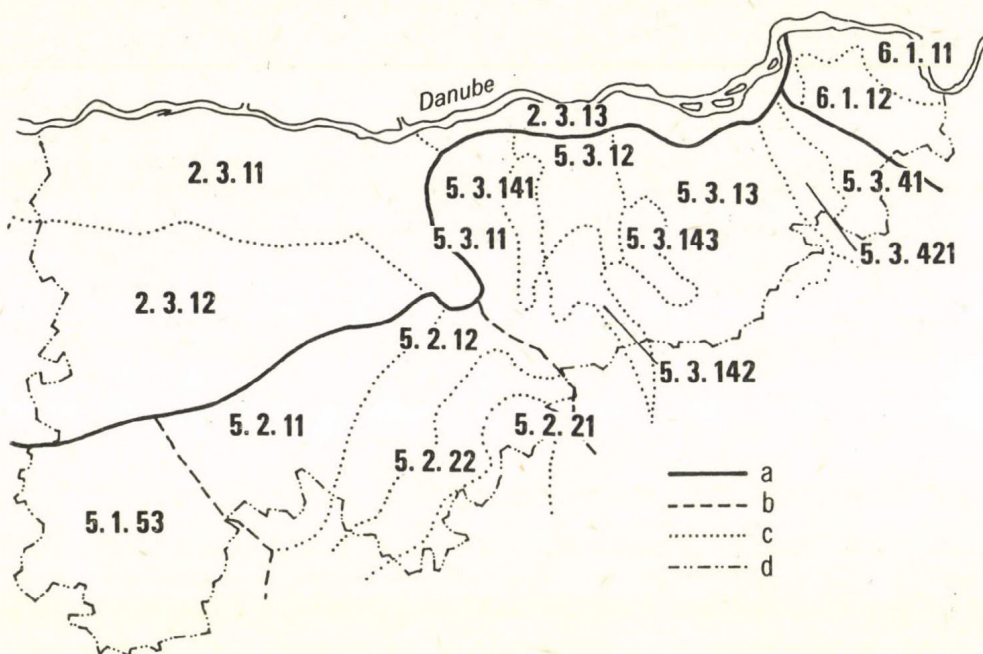 6. 1. 11
Danube
6. 1. 12
2. 3. 13
5. 3. 12
2. 3. 11
5. 3. 141
5. 3. 13
5. 3. 41
5. 3. 11
5. 3. 143
5. 3. 421
2. 3. 12
5. 2. 12
5. 3. 142
5. 2. 11
5. 2. 21
5. 2. 22
a
b
5. 1. 53
c
d